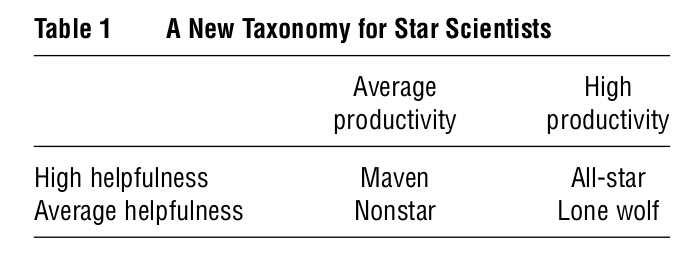 Table 1 A New Taxonomy for Star Scientists
Average High
productivity productivity
High helpfulness Maven All-star
Average helpfulness Nonstar Lone wolf